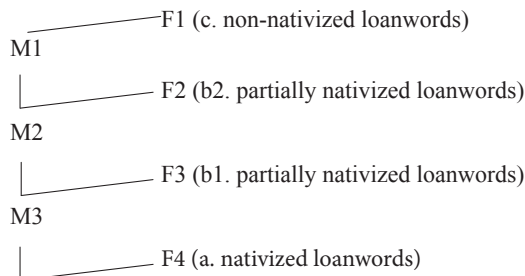 F1 (c. non-nativized loanwords)
M1
F2 (b2. partially nativized loanwords)
M2
F3 (b1. partially nativized loanwords)
M3
F4 (a. nativized loanwords)